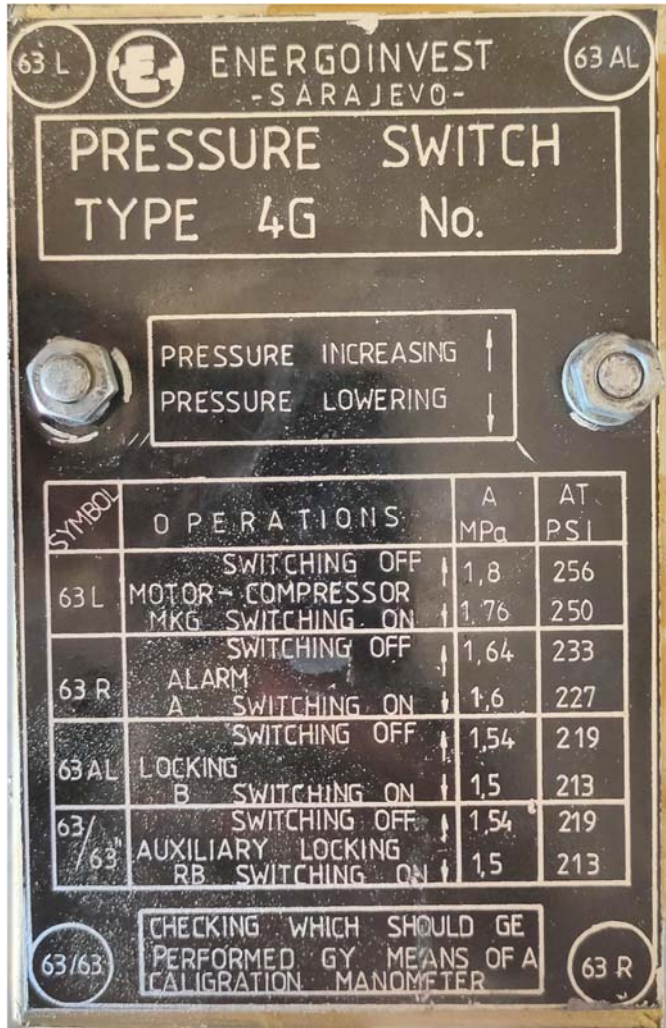 63 L
E
ENERGOINVEST
63 AL
-SARAJEVO-
PRESSURE SWITCH
TYPE 4G No.
PRESSURE INCREASING ↑
PRESSURE LOWERING ↓
SYMBOL OPERATIONS A MPa AT PSI
SWITCHING OFF ↑ 1,8 256
63 L MOTOR-COMPRESSOR
MKG SWITCHING ON ↓ 1,76 250
SWITCHING OFF ↑ 1,64 233
63 R ALARM
A SWITCHING ON ↓ 1,6 227
SWITCHING OFF ↑ 1,54 219
63 AL LOCKING
B SWITCHING ON ↓ 1,5 213
63/63" SWITCHING OFF ↑ 1,54 219
AUXILIARY LOCKING
RB SWITCHING ON ↓ 1,5 213
CHECKING WHICH SHOULD GE
PERFORMED GY MEANS OF A
CALIGRATION MANOMETER
63/63
63 R